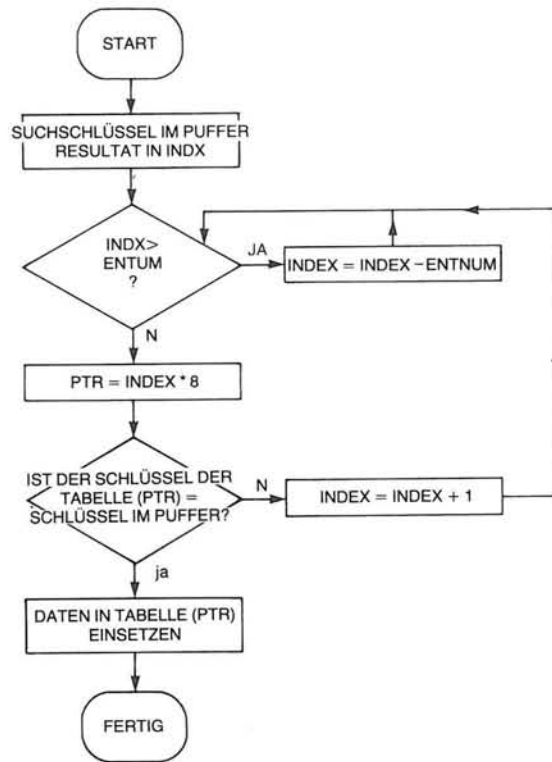 START
SUCHSCHLÜSSEL IM PUFFER
RESULTAT IN INDX
INDX>
ENTUM
?
JA
INDEX = INDEX – ENTNUM
N
PTR = INDEX * 8
IST DER SCHLÜSSEL DER
TABELLE (PTR) =
SCHLÜSSEL IM PUFFER?
N
INDEX = INDEX + 1
ja
DATEN IN TABELLE (PTR)
EINSETZEN
FERTIG